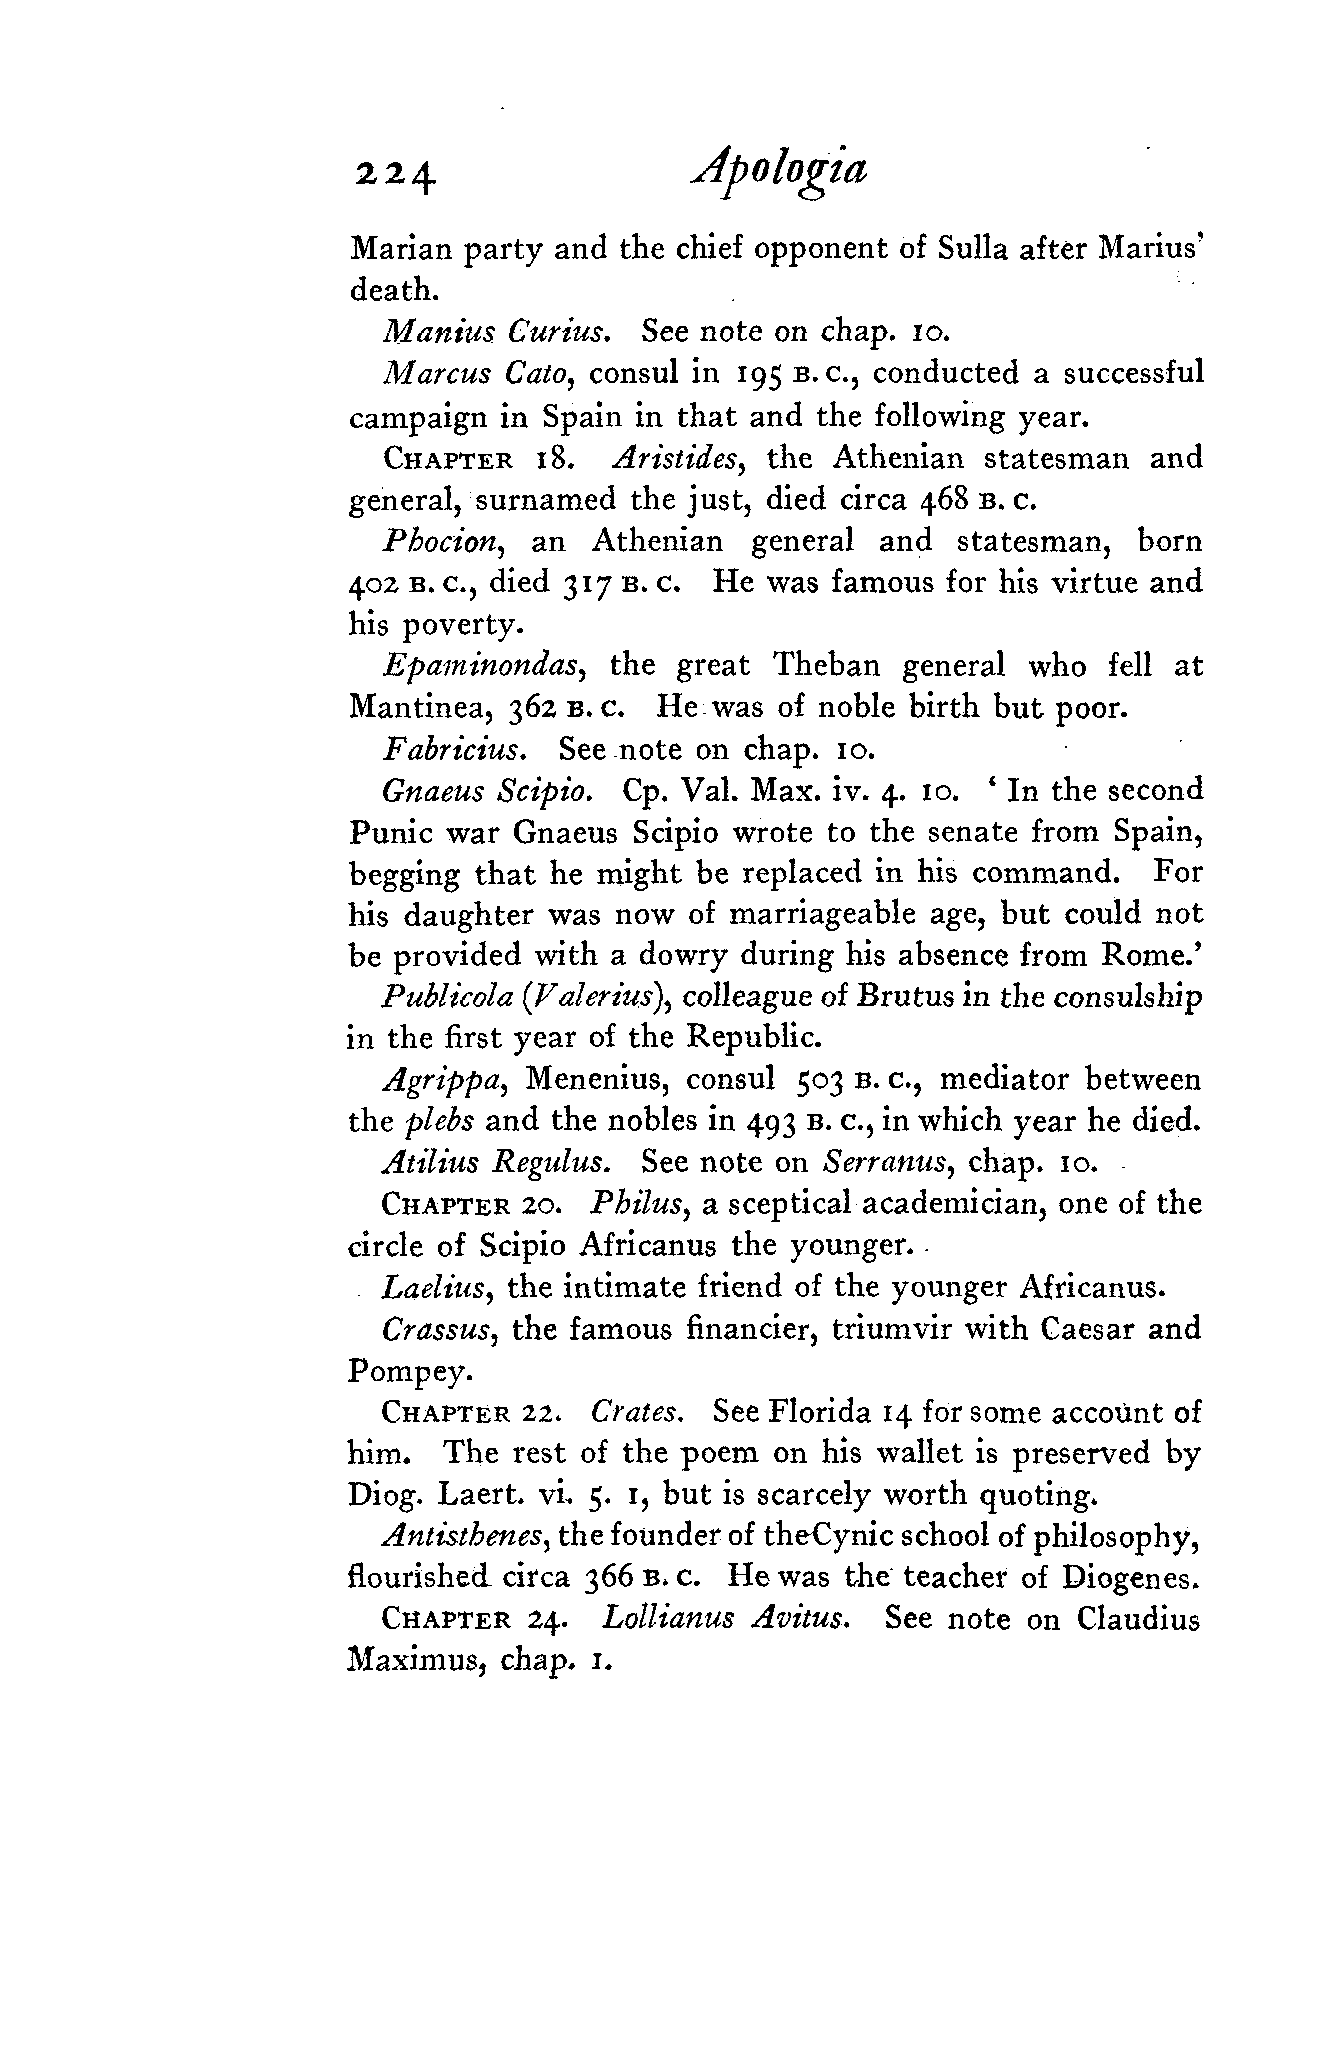 224 Apologia
Marian party and the chief opponent of Sulla after Marius'
death.
Manius Curius. See note on chap. 10.
Marcus Cato, consul in 195 B.C., conducted a successful
campaign in Spain in that and the following year.
CHAPTER 18. Aristides, the Athenian statesman and
general, surnamed the just, died circa 468 B.C.
Phocion, an Athenian general and statesman, born
402 B.C., died 317 B.C. He was famous for his virtue and
his poverty.
Epaminondas, the great Theban general who fell at
Mantinea, 362 B.C. He was of noble birth but poor.
Fabricius. See note on chap. 10.
Gnaeus Scipio. Cp. Val. Max. iv. 4. 10. ‘ In the second
Punic war Gnaeus Scipio wrote to the senate from Spain,
begging that he might be replaced in his command. For
his daughter was now of marriageable age, but could not
be provided with a dowry during his absence from Rome.’
Publicola (Valerius), colleague of Brutus in the consulship
in the first year of the Republic.
Agrippa, Menenius, consul 503 B.C., mediator between
the plebs and the nobles in 493 B.C., in which year he died.
Atilius Regulus. See note on Serranus, chap. 10.
CHAPTER 20. Philus, a sceptical academician, one of the
circle of Scipio Africanus the younger.
Laelius, the intimate friend of the younger Africanus.
Crassus, the famous financier, triumvir with Caesar and
Pompey.
CHAPTER 22. Crates. See Florida 14 for some account of
him. The rest of the poem on his wallet is preserved by
Diog. Laert. vi. 5. 1, but is scarcely worth quoting.
Antisthenes, the founder of the Cynic school of philosophy,
flourished circa 366 B.C. He was the teacher of Diogenes.
CHAPTER 24. Lollianus Avitus. See note on Claudius
Maximus, chap. 1.